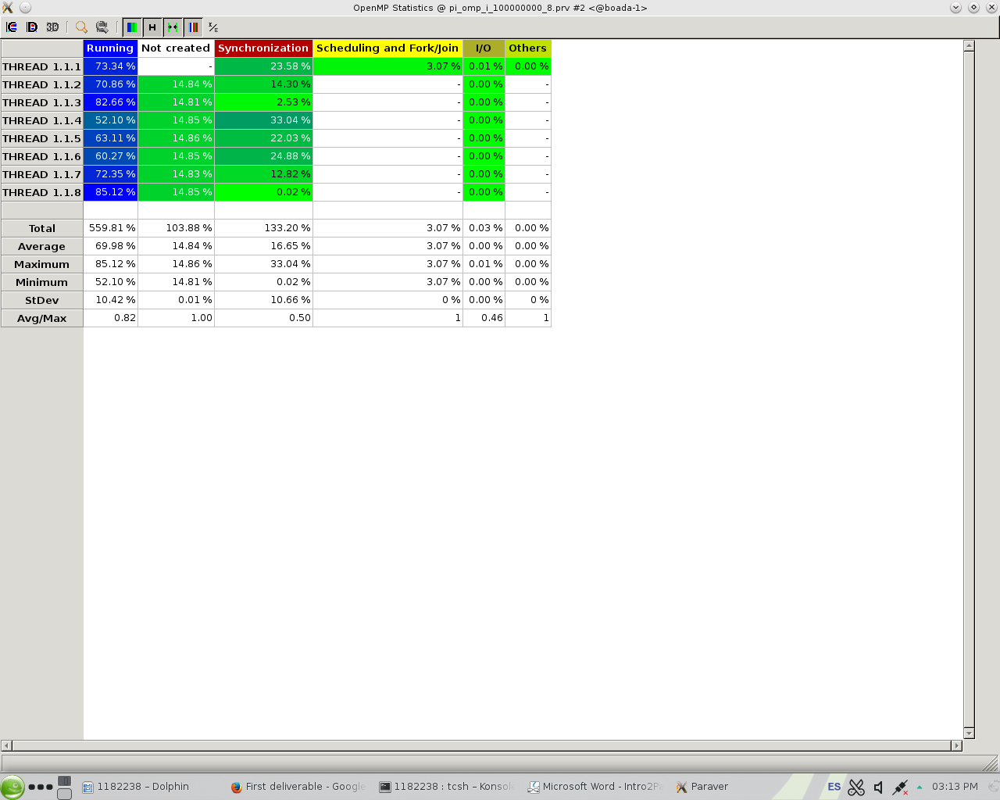 OpenMP Statistics @ pi_omp_i_100000000_8.prv #2 <@boada-1>
3D
Running Not created Synchronization Scheduling and Fork/Join I/O Others
THREAD 1.1.1 73.34 % - 23.58 % 3.07 % 0.01 % 0.00 %
THREAD 1.1.2 70.86 % 14.84 % 14.30 % - 0.00 % -
THREAD 1.1.3 82.66 % 14.81 % 2.53 % - 0.00 % -
THREAD 1.1.4 52.10 % 14.85 % 33.04 % - 0.00 % -
THREAD 1.1.5 63.11 % 14.86 % 22.03 % - 0.00 % -
THREAD 1.1.6 60.27 % 14.85 % 24.88 % - 0.00 % -
THREAD 1.1.7 72.35 % 14.83 % 12.82 % - 0.00 % -
THREAD 1.1.8 85.12 % 14.85 % 0.02 % - 0.00 % -
Total 559.81 % 103.88 % 133.20 % 3.07 % 0.03 % 0.00 %
Average 69.98 % 14.84 % 16.65 % 3.07 % 0.00 % 0.00 %
Maximum 85.12 % 14.86 % 33.04 % 3.07 % 0.01 % 0.00 %
Minimum 52.10 % 14.81 % 0.02 % 3.07 % 0.00 % 0.00 %
StDev 10.42 % 0.01 % 10.66 % 0 % 0.00 % 0 %
Avg/Max 0.82 1.00 0.50 1 0.46 1
1182238 – Dolphin First deliverable - Google 1182238 : tcsh – Konsole Microsoft Word - Intro2P Paraver ES 03:13 PM